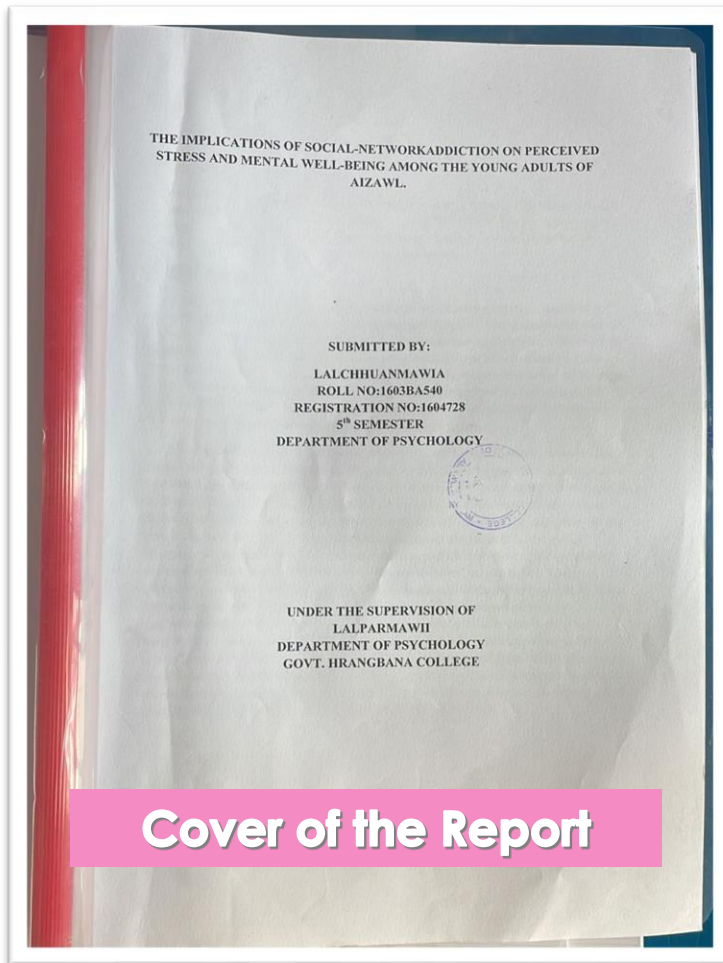 THE IMPLICATIONS OF SOCIAL-NETWORKADDICTION ON PERCEIVED
STRESS AND MENTAL WELL-BEING AMONG THE YOUNG ADULTS OF
AIZAWL.
SUBMITTED BY:
LALCHHUANMAWIA
ROLL NO:1603BA540
REGISTRATION NO:1604728
5th SEMESTER
DEPARTMENT OF PSYCHOLOGY
UNDER THE SUPERVISION OF
LALPARMAWII
DEPARTMENT OF PSYCHOLOGY
GOVT. HRANGBANA COLLEGE
Cover of the Report